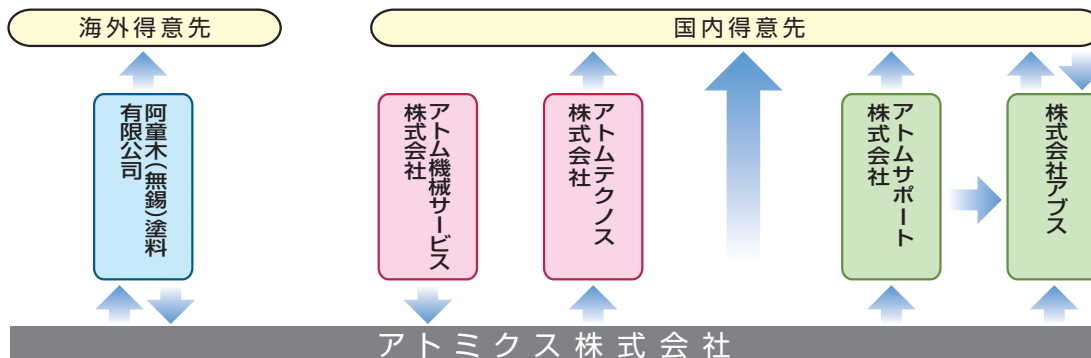 海外得意先
国内得意先
阿童木(無錫)塗料
有限公司
アトム機械サービス
株式会社
アトムテクノス
株式会社
アトムサポート
株式会社
株式会社アブス
アトミクス株式会社